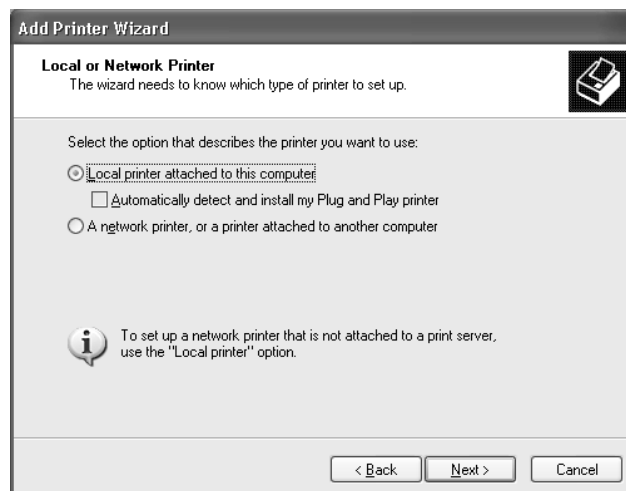 Add Printer Wizard
Local or Network Printer
The wizard needs to know which type of printer to set up.
Select the option that describes the printer you want to use:
Local printer attached to this computer
Automatically detect and install my Plug and Play printer
A network printer, or a printer attached to another computer
To set up a network printer that is not attached to a print server,
use the "Local printer" option.
< Back Next > Cancel